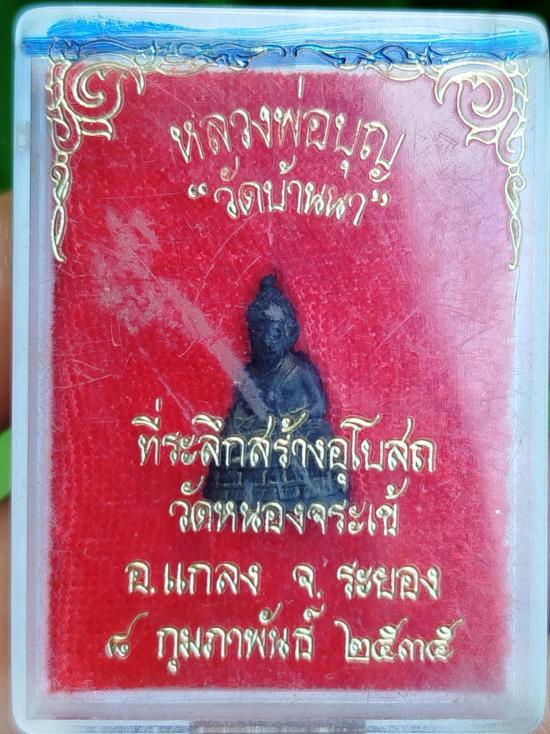 หลวงพ่อบุญ
“วัดบ้านนา”
ที่ระลึกสร้างอุโบสถ
วัดหนองจระเข้
อ.แกลง จ. ระยอง
๘ กุมภาพันธ์ ๒๕๓๕